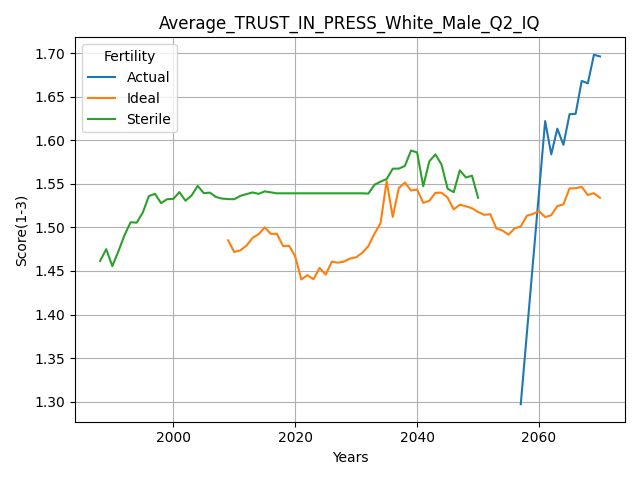 Average_TRUST_IN_PRESS_White_Male_Q2_IQ
Fertility
Actual
Ideal
Sterile
Score(1-3)
1.70
1.65
1.60
1.55
1.50
1.45
1.40
1.35
1.30
2000
2020
2040
2060
Years